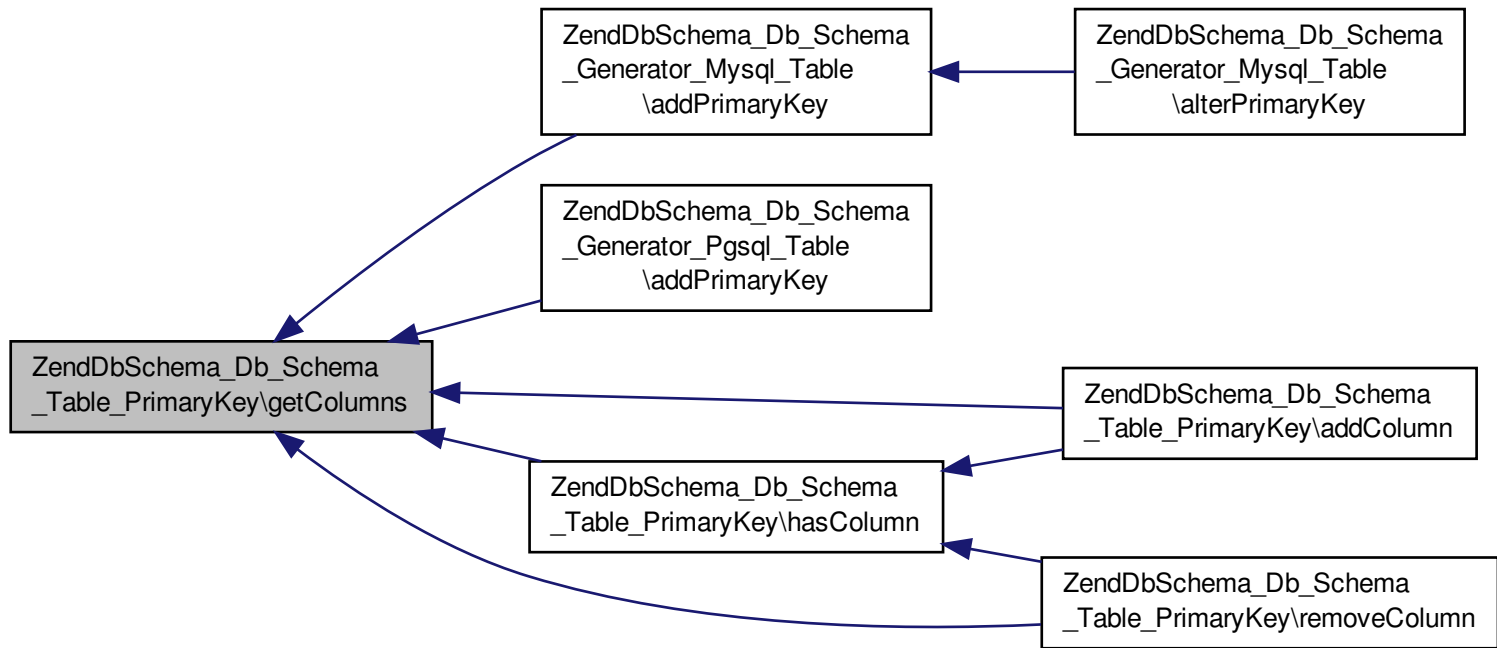 ZendDbSchema_Db_Schema
_Generator_Mysql_Table
\addPrimaryKey
ZendDbSchema_Db_Schema
_Generator_Mysql_Table
\alterPrimaryKey
ZendDbSchema_Db_Schema
_Generator_Pgsql_Table
\addPrimaryKey
ZendDbSchema_Db_Schema
_Table_PrimaryKey\getColumns
ZendDbSchema_Db_Schema
_Table_PrimaryKey\addColumn
ZendDbSchema_Db_Schema
_Table_PrimaryKey\hasColumn
ZendDbSchema_Db_Schema
_Table_PrimaryKey\removeColumn